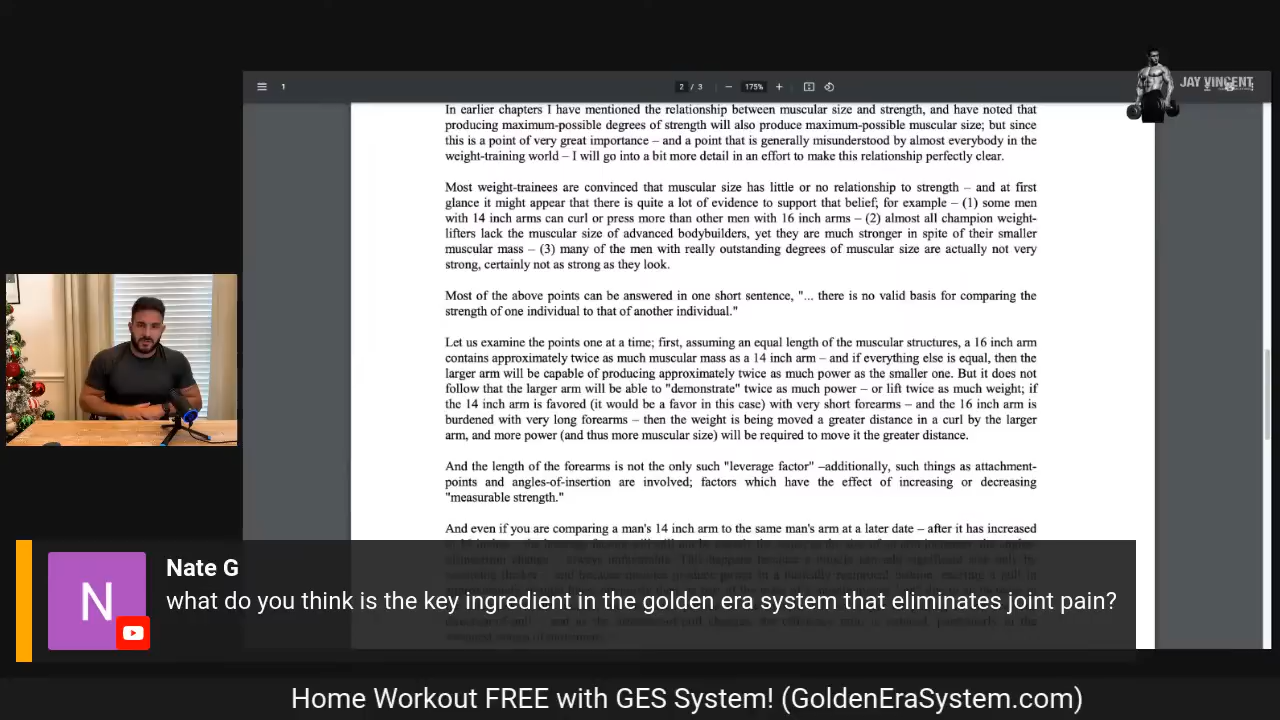 1
2 / 3
175%
JAY VINCENT
In earlier chapters I have mentioned the relationship between muscular size and strength, and have noted that
producing maximum-possible degrees of strength will also produce maximum-possible muscular size; but since
this is a point of very great importance – and a point that is generally misunderstood by almost everybody in the
weight-training world – I will go into a bit more detail in an effort to make this relationship perfectly clear.
Most weight-trainees are convinced that muscular size has little or no relationship to strength – and at first
glance it might appear that there is quite a lot of evidence to support that belief; for example – (1) some men
with 14 inch arms can curl or press more than other men with 16 inch arms – (2) almost all champion weight-
lifters lack the muscular size of advanced bodybuilders, yet they are much stronger in spite of their smaller
muscular mass – (3) many of the men with really outstanding degrees of muscular size are actually not very
strong, certainly not as strong as they look.
Most of the above points can be answered in one short sentence, "... there is no valid basis for comparing the
strength of one individual to that of another individual."
Let us examine the points one at a time; first, assuming an equal length of the muscular structures, a 16 inch arm
contains approximately twice as much muscular mass as a 14 inch arm – and if everything else is equal, then the
larger arm will be capable of producing approximately twice as much power as the smaller one. But it does not
follow that the larger arm will be able to "demonstrate" twice as much power – or lift twice as much weight; if
the 14 inch arm is favored (it would be a favor in this case) with very short forearms – and the 16 inch arm is
burdened with very long forearms – then the weight is being moved a greater distance in a curl by the larger
arm, and more power (and thus more muscular size) will be required to move it the greater distance.
And the length of the forearms is not the only such "leverage factor" –additionally, such things as attachment-
points and angles-of-insertion are involved; factors which have the effect of increasing or decreasing
"measurable strength."
And even if you are comparing a man's 14 inch arm to the same man's arm at a later date – after it has increased
N
Nate G
what do you think is the key ingredient in the golden era system that eliminates joint pain?
Home Workout FREE with GES System! (GoldenEraSystem.com)